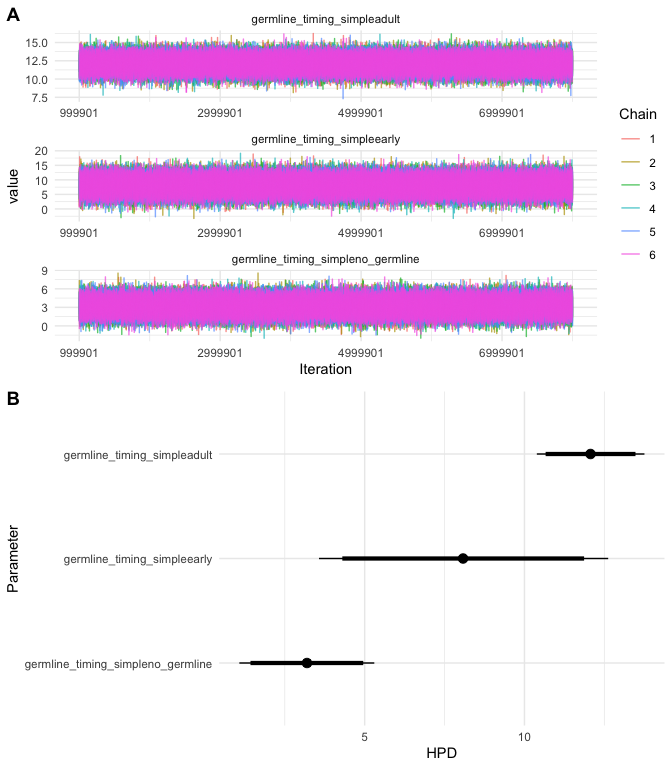 A
germline_timing_simpleadult
15.0
12.5
10.0
7.5
999901 2999901 4999901 6999901
germline_timing_simpleearly
20
15
10
5
0
999901 2999901 4999901 6999901
germline_timing_simpleno_germline
9
6
3
0
999901 2999901 4999901 6999901
value
Iteration
Chain
1
2
3
4
5
6
B
germline_timing_simpleadult
germline_timing_simpleearly
germline_timing_simpleno_germline
Parameter
5 10
HPD